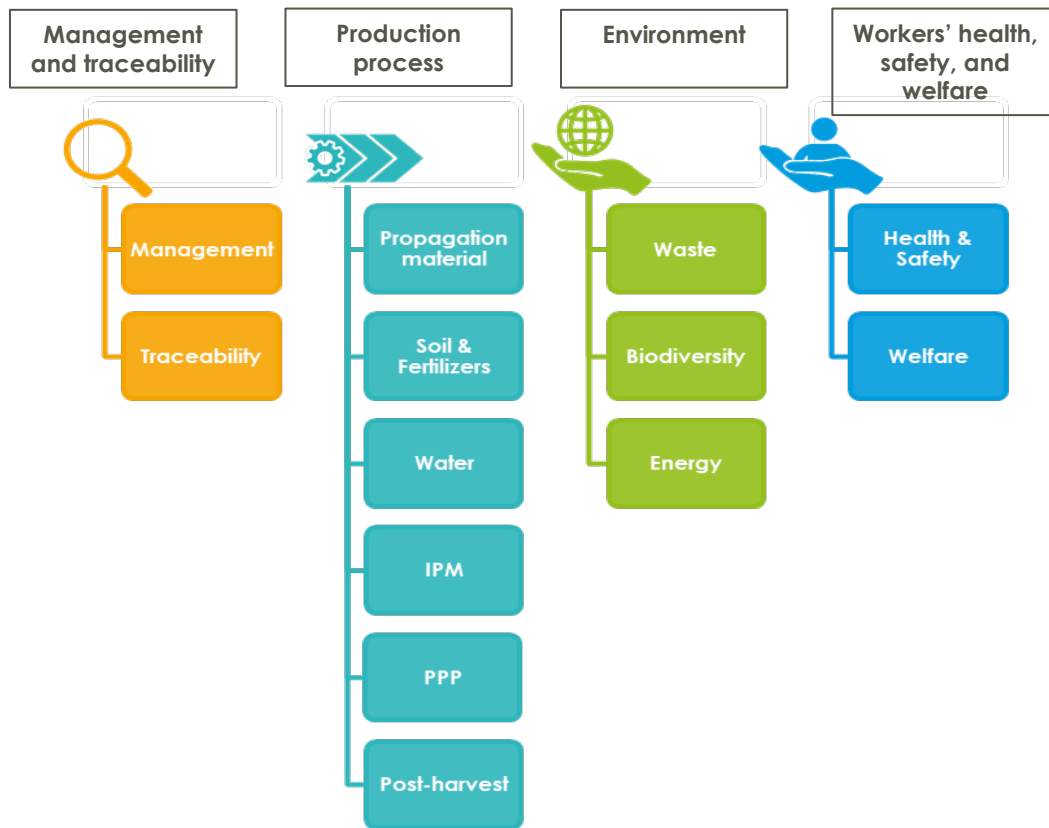 Management
and traceability
Production
process
Environment
Workers’ health,
safety, and
welfare
Management
Traceability
Propagation
material
Soil &
Fertilizers
Water
IPM
PPP
Post-harvest
Waste
Biodiversity
Energy
Health &
Safety
Welfare